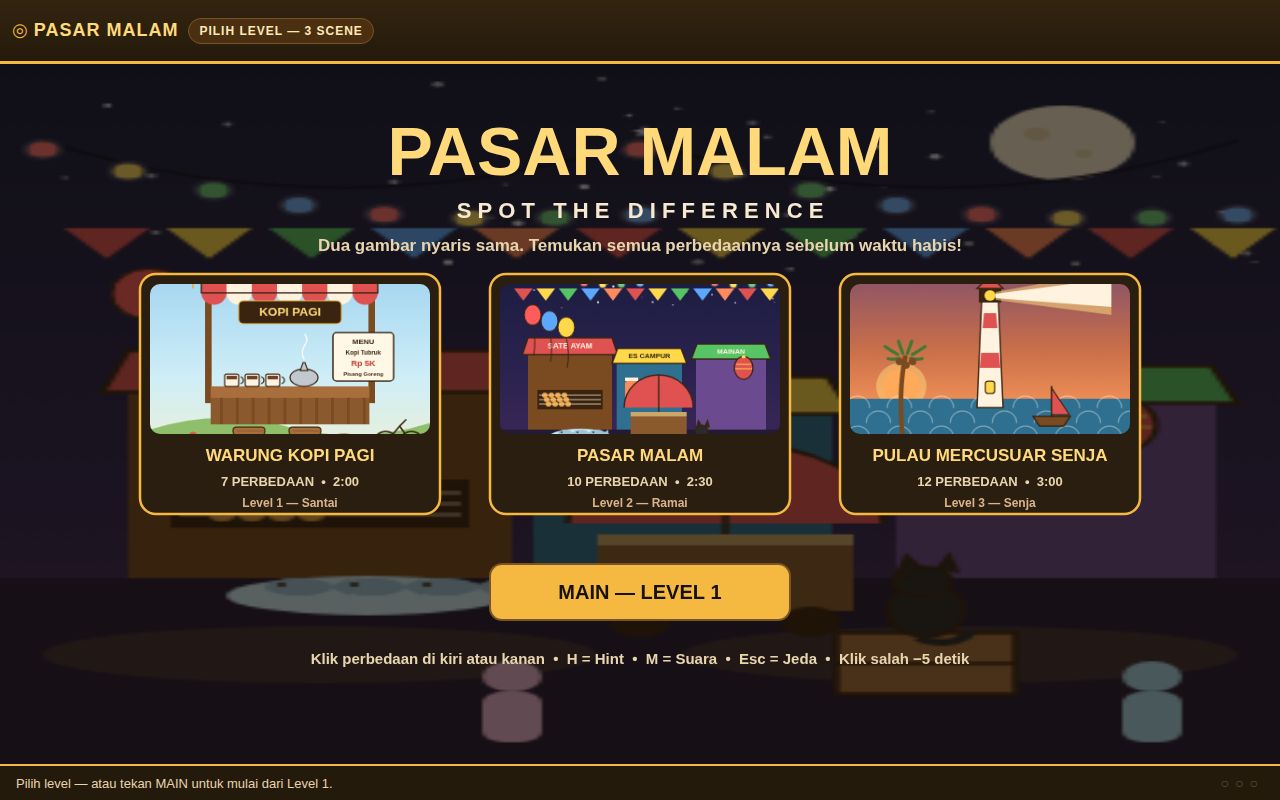 ◎ PASAR MALAM
PILIH LEVEL — 3 SCENE
PASAR MALAM
SPOT THE DIFFERENCE
Dua gambar nyaris sama. Temukan semua perbedaannya sebelum waktu habis!
KOPI PAGI
MENU
Kopi Tubruk
Rp 5K
Pisang Goreng
WARUNG KOPI PAGI
7 PERBEDAAN • 2:00
Level 1 — Santai
SATE AYAM
ES CAMPUR
MAINAN
PASAR MALAM
10 PERBEDAAN • 2:30
Level 2 — Ramai
PULAU MERCUSUAR SENJA
12 PERBEDAAN • 3:00
Level 3 — Senja
MAIN — LEVEL 1
Klik perbedaan di kiri atau kanan • H = Hint • M = Suara • Esc = Jeda • Klik salah −5 detik
Pilih level — atau tekan MAIN untuk mulai dari Level 1.
○ ○ ○